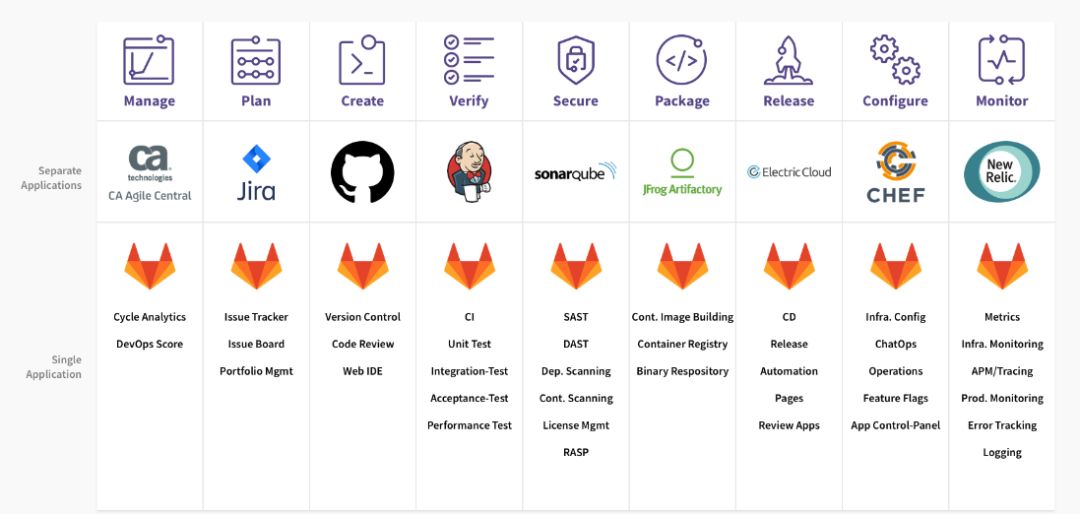 Manage
Plan
Create
Verify
Secure
Package
Release
Configure
Monitor
Separate
Applications
ca
technologies
CA Agile Central
Jira
sonarqube
JFrog Artifactory
Electric Cloud
CHEF
New
Relic.
Single
Application
Cycle Analytics
DevOps Score
Issue Tracker
Issue Board
Portfolio Mgmt
Version Control
Code Review
Web IDE
CI
Unit Test
Integration-Test
Acceptance-Test
Performance Test
SAST
DAST
Dep. Scanning
Cont. Scanning
License Mgmt
RASP
Cont. Image Building
Container Registry
Binary Respository
CD
Release
Automation
Pages
Review Apps
Infra. Config
ChatOps
Operations
Feature Flags
App Control-Panel
Metrics
Infra. Monitoring
APM/Tracing
Prod. Monitoring
Error Tracking
Logging